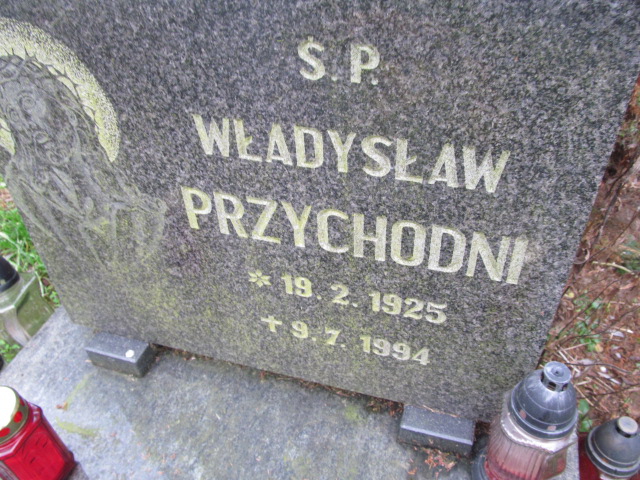 Ś.P.
WŁADYSŁAW
PRZYCHODNI
* 19.2.1925
✝ 9.7.1994